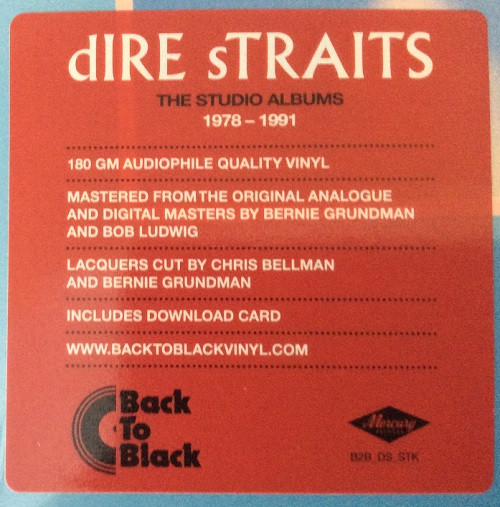 dIRE sTRAITS
THE STUDIO ALBUMS
1978 – 1991
180 GM AUDIOPHILE QUALITY VINYL
MASTERED FROM THE ORIGINAL ANALOGUE
AND DIGITAL MASTERS BY BERNIE GRUNDMAN
AND BOB LUDWIG
LACQUERS CUT BY CHRIS BELLMAN
AND BERNIE GRUNDMAN
INCLUDES DOWNLOAD CARD
WWW.BACKTOBLACKVINYL.COM
Back
To
Black
Mercury
RECORDS
B2B_DS_STK